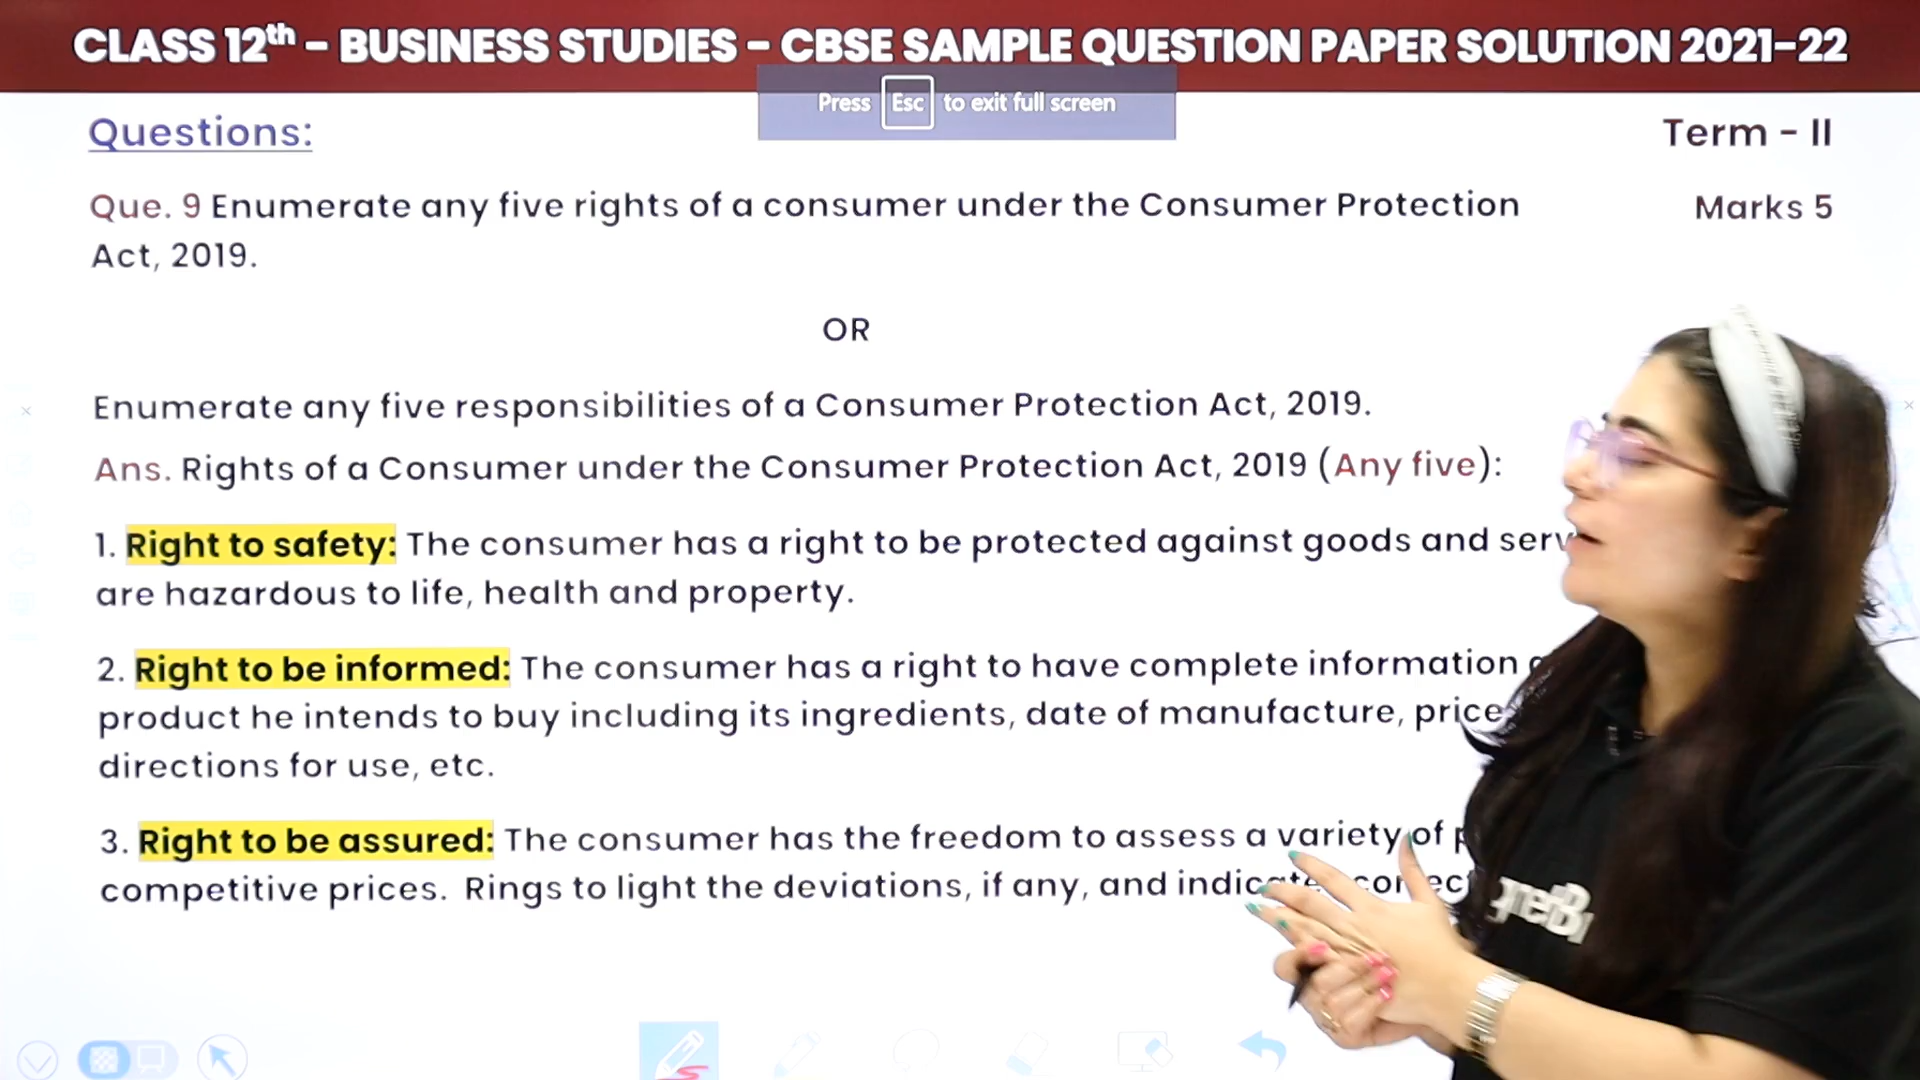 CLASS 12th – BUSINESS STUDIES – CBSE SAMPLE QUESTION PAPER SOLUTION 2021-22
Press Esc to exit full screen
Questions:
Term - II
Que. 9 Enumerate any five rights of a consumer under the Consumer Protection
Marks 5
Act, 2019.
OR
Enumerate any five responsibilities of a Consumer Protection Act, 2019.
Ans. Rights of a Consumer under the Consumer Protection Act, 2019 (Any five):
1. Right to safety: The consumer has a right to be protected against goods and
are hazardous to life, health and property.
2. Right to be informed: The consumer has a right to have complete information
product he intends to buy including its ingredients, date of manufacture, price
directions for use, etc.
3. Right to be assured: The consumer has the freedom to assess a variety of
competitive prices. Rings to light the deviations, if any, and